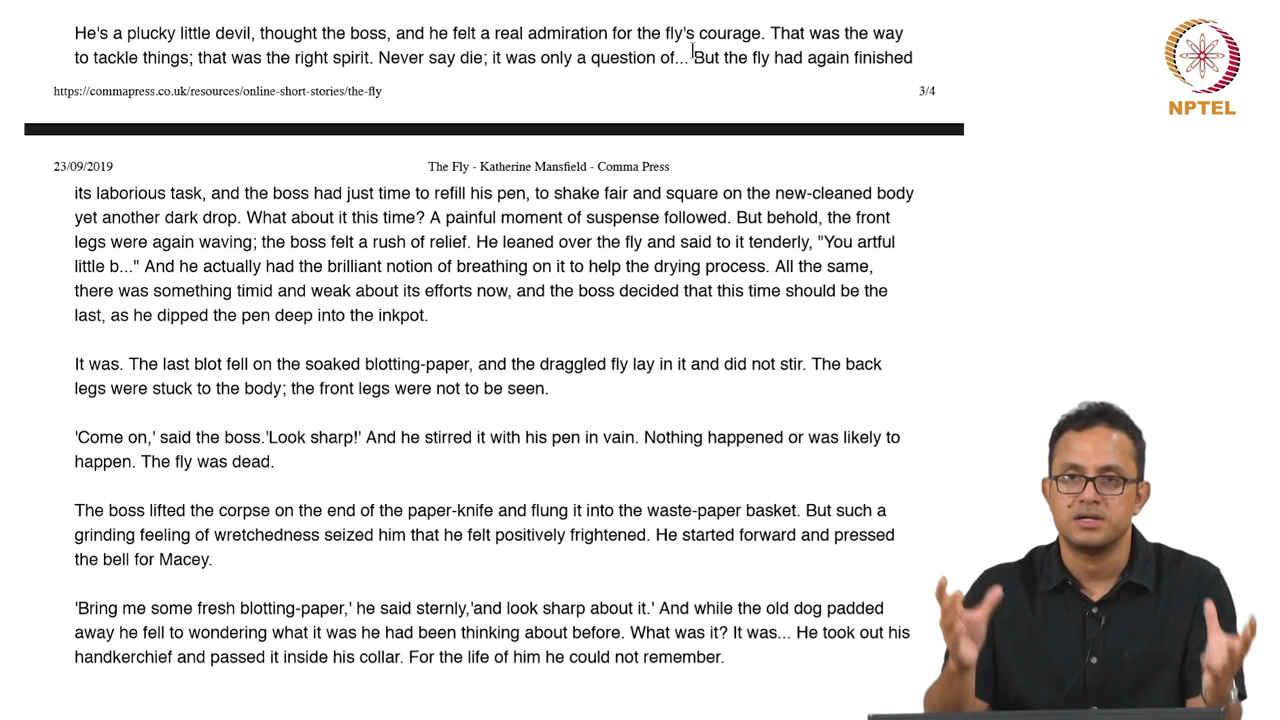 He's a plucky little devil, thought the boss, and he felt a real admiration for the fly's courage. That was the way
to tackle things; that was the right spirit. Never say die; it was only a question of... But the fly had again finished
https://commapress.co.uk/resources/online-short-stories/the-fly 3/4
NPTEL
23/09/2019 The Fly - Katherine Mansfield - Comma Press
its laborious task, and the boss had just time to refill his pen, to shake fair and square on the new-cleaned body
yet another dark drop. What about it this time? A painful moment of suspense followed. But behold, the front
legs were again waving; the boss felt a rush of relief. He leaned over the fly and said to it tenderly, "You artful
little b..." And he actually had the brilliant notion of breathing on it to help the drying process. All the same,
there was something timid and weak about its efforts now, and the boss decided that this time should be the
last, as he dipped the pen deep into the inkpot.
It was. The last blot fell on the soaked blotting-paper, and the draggled fly lay in it and did not stir. The back
legs were stuck to the body; the front legs were not to be seen.
'Come on,' said the boss.'Look sharp!' And he stirred it with his pen in vain. Nothing happened or was likely to
happen. The fly was dead.
The boss lifted the corpse on the end of the paper-knife and flung it into the waste-paper basket. But such a
grinding feeling of wretchedness seized him that he felt positively frightened. He started forward and pressed
the bell for Macey.
'Bring me some fresh blotting-paper,' he said sternly,'and look sharp about it.' And while the old dog padded
away he fell to wondering what it was he had been thinking about before. What was it? It was... He took out his
handkerchief and passed it inside his collar. For the life of him he could not remember.